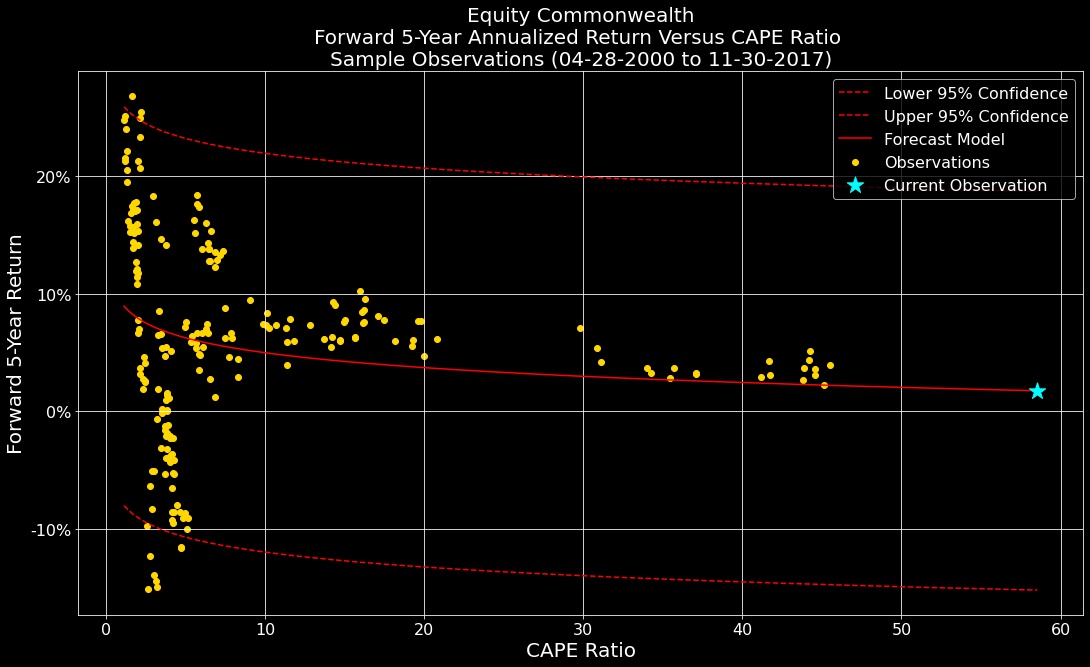 Equity Commonwealth
Forward 5-Year Annualized Return Versus CAPE Ratio
Sample Observations (04-28-2000 to 11-30-2017)
Lower 95% Confidence
Upper 95% Confidence
Forecast Model
Observations
Current Observation
Forward 5-Year Return
20%
10%
0%
-10%
0 10 20 30 40 50 60
CAPE Ratio